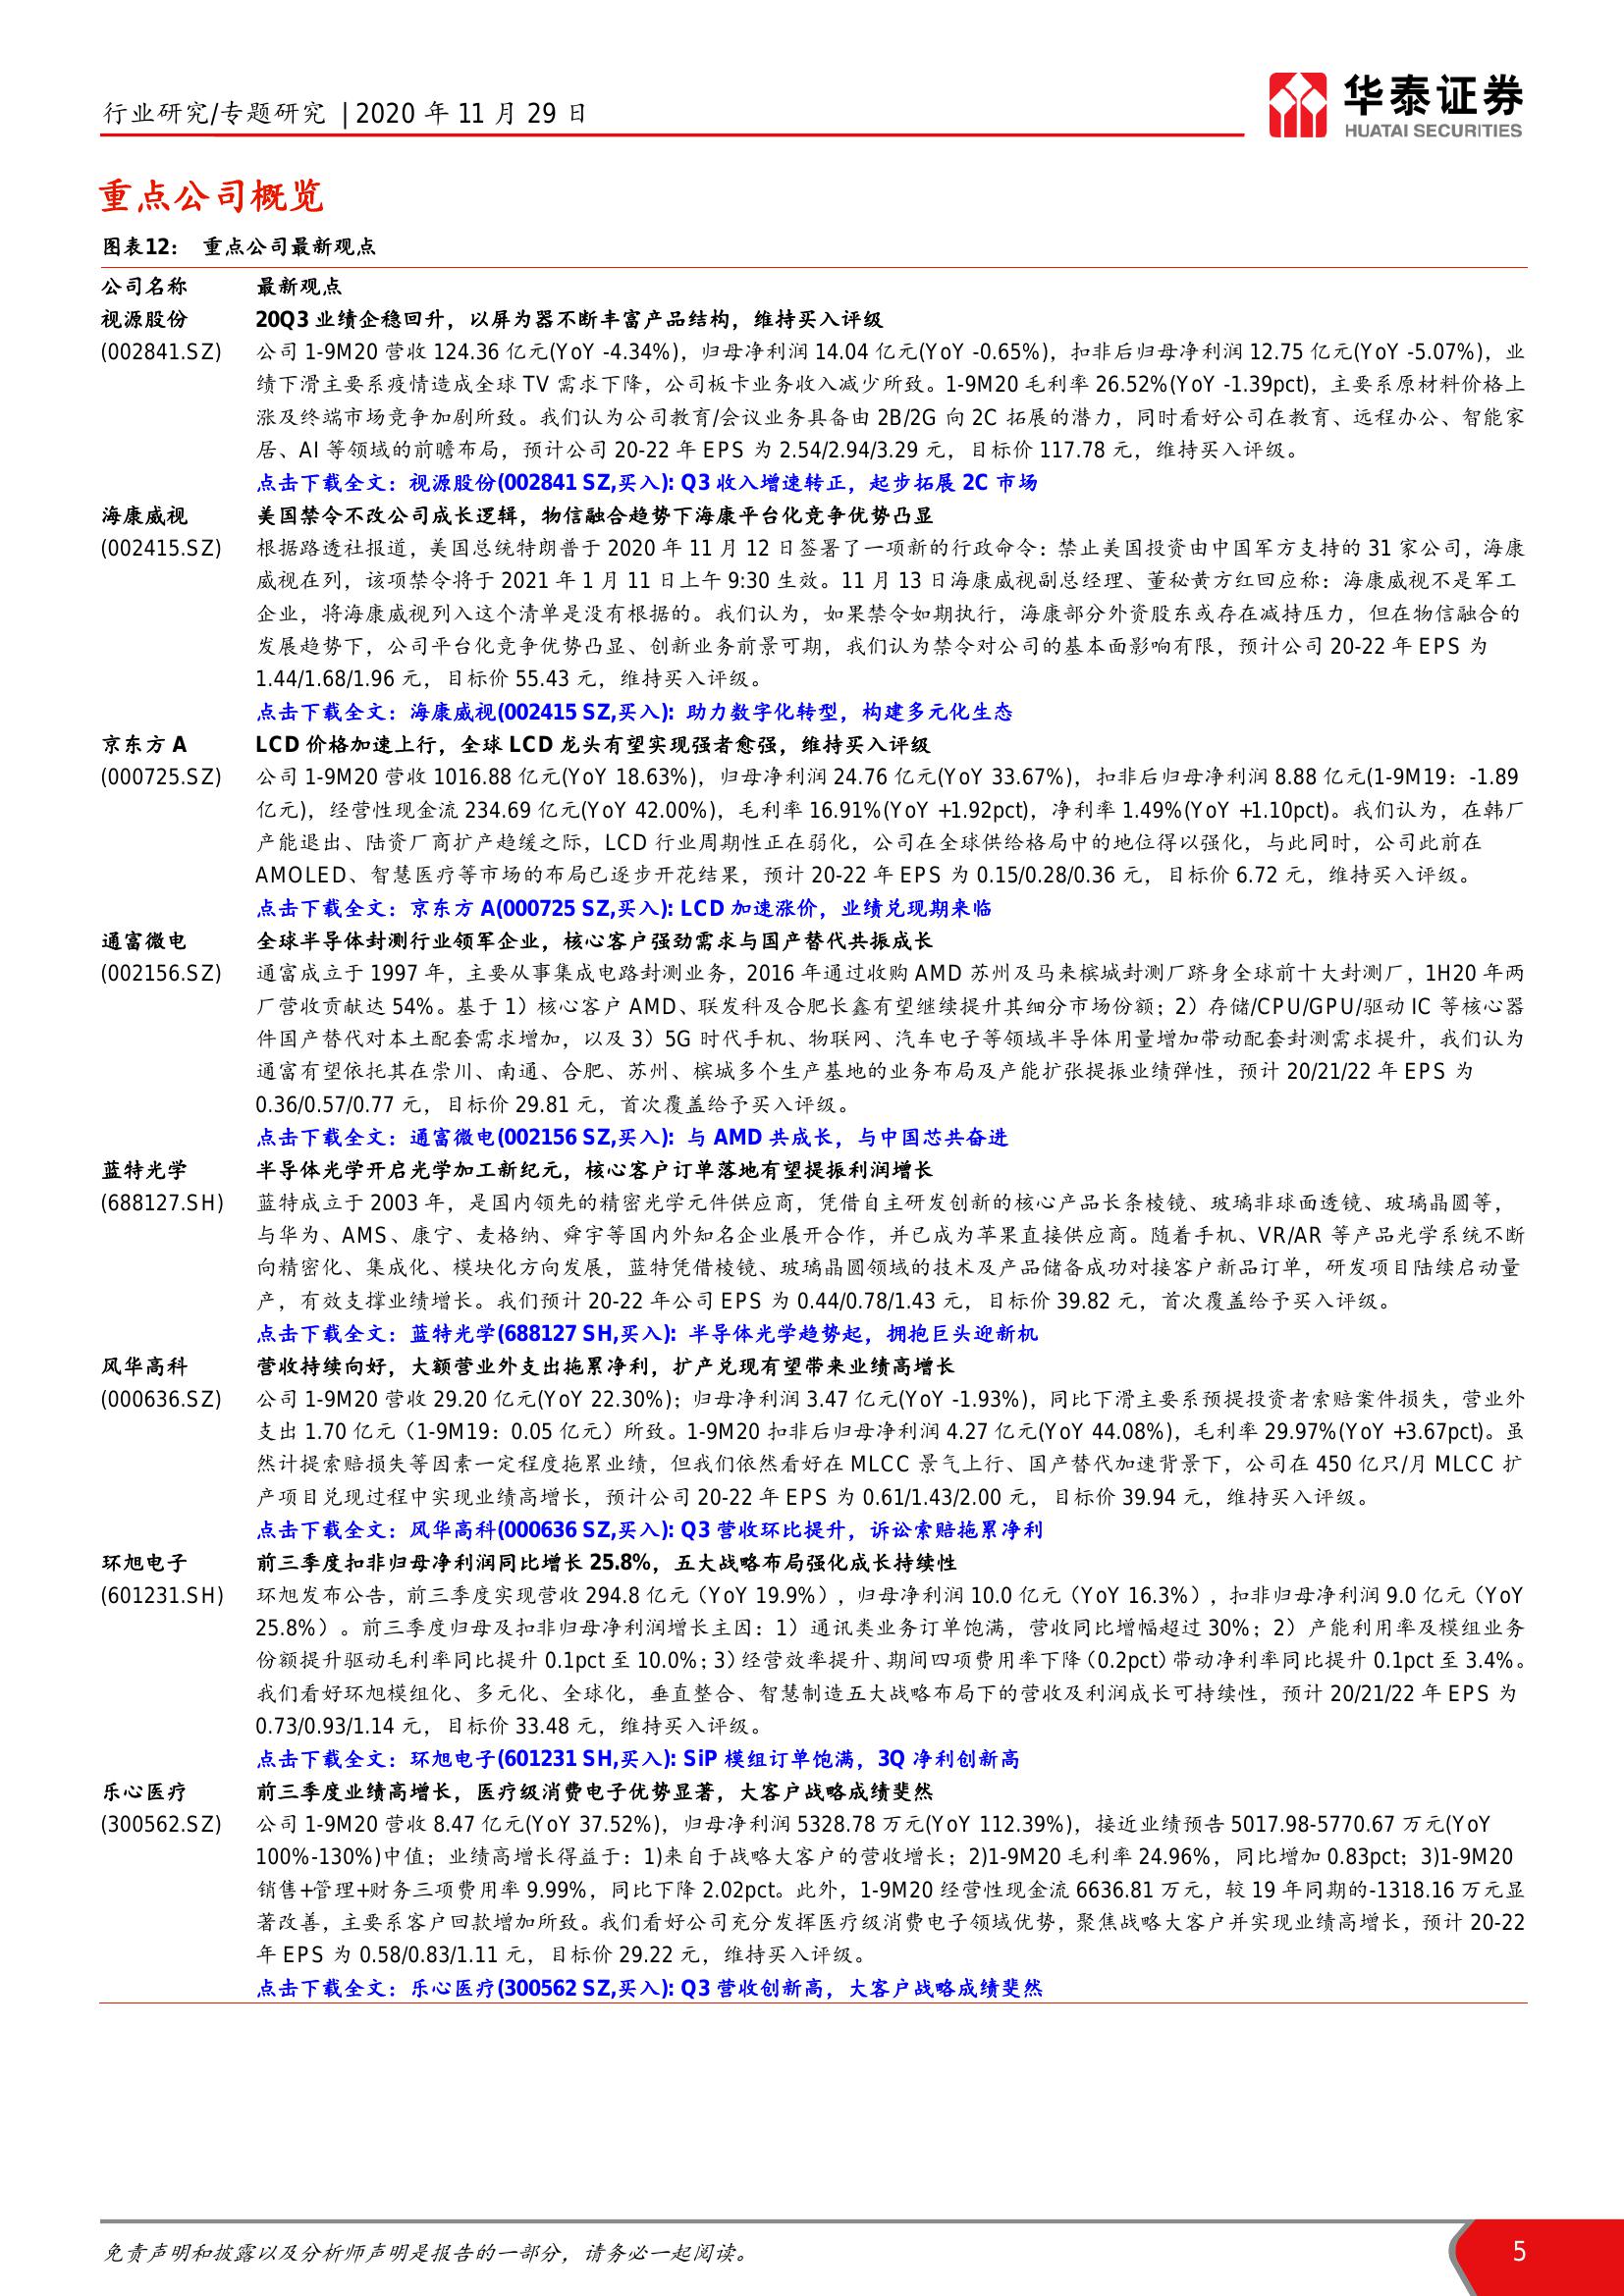 行业研究/专题研究 | 2020 年 11 月 29 日
华泰证券
HUATAI SECURITIES
重点公司概览
图表12： 重点公司最新观点
公司名称 最新观点
视源股份 20Q3 业绩企稳回升，以屏为器不断丰富产品结构，维持买入评级
(002841.SZ) 公司 1-9M20 营收 124.36 亿元(YoY -4.34%)，归母净利润 14.04 亿元(YoY -0.65%)，扣非后归母净利润 12.75 亿元(YoY -5.07%)，业
绩下滑主要系疫情造成全球 TV 需求下降，公司板卡业务收入减少所致。1-9M20 毛利率 26.52%(YoY -1.39pct)，主要系原材料价格上
涨及终端市场竞争加剧所致。我们认为公司教育/会议业务具备由 2B/2G 向 2C 拓展的潜力，同时看好公司在教育、远程办公、智能家
居、AI 等领域的前瞻布局，预计公司 20-22 年 EPS 为 2.54/2.94/3.29 元，目标价 117.78 元，维持买入评级。
点击下载全文：视源股份(002841 SZ,买入): Q3 收入增速转正，起步拓展 2C 市场
海康威视 美国禁令不改公司成长逻辑，物信融合趋势下海康平台化竞争优势凸显
(002415.SZ) 根据路透社报道，美国总统特朗普于 2020 年 11 月 12 日签署了一项新的行政命令：禁止美国投资由中国军方支持的 31 家公司，海康
威视在列，该项禁令将于 2021 年 1 月 11 日上午 9:30 生效。11 月 13 日海康威视副总经理、董秘黄方红回应称：海康威视不是军工
企业，将海康威视列入这个清单是没有根据的。我们认为，如果禁令如期执行，海康部分外资股东或存在减持压力，但在物信融合的
发展趋势下，公司平台化竞争优势凸显、创新业务前景可期，我们认为禁令对公司的基本面影响有限，预计公司 20-22 年 EPS 为
1.44/1.68/1.96 元，目标价 55.43 元，维持买入评级。
点击下载全文：海康威视(002415 SZ,买入): 助力数字化转型，构建多元化生态
京东方 A LCD 价格加速上行，全球 LCD 龙头有望实现强者愈强，维持买入评级
(000725.SZ) 公司 1-9M20 营收 1016.88 亿元(YoY 18.63%)，归母净利润 24.76 亿元(YoY 33.67%)，扣非后归母净利润 8.88 亿元(1-9M19：-1.89
亿元)，经营性现金流 234.69 亿元(YoY 42.00%)，毛利率 16.91%(YoY +1.92pct)，净利率 1.49%(YoY +1.10pct)。我们认为，在韩厂
产能退出、陆资厂商扩产趋缓之际，LCD 行业周期性正在弱化，公司在全球供给格局中的地位得以强化，与此同时，公司此前在
AMOLED、智慧医疗等市场的布局已逐步开花结果，预计 20-22 年 EPS 为 0.15/0.28/0.36 元，目标价 6.72 元，维持买入评级。
点击下载全文：京东方 A(000725 SZ,买入): LCD 加速涨价，业绩兑现期来临
通富微电 全球半导体封测行业领军企业，核心客户强劲需求与国产替代共振成长
(002156.SZ) 通富成立于 1997 年，主要从事集成电路封测业务，2016 年通过收购 AMD 苏州及马来槟城封测厂跻身全球前十大封测厂，1H20 年两
厂营收贡献达 54%。基于 1）核心客户 AMD、联发科及合肥长鑫有望继续提升其细分市场份额；2）存储/CPU/GPU/驱动 IC 等核心器
件国产替代对本土配套需求增加，以及 3）5G 时代手机、物联网、汽车电子等领域半导体用量增加带动配套封测需求提升，我们认为
通富有望依托其在崇川、南通、合肥、苏州、槟城多个生产基地的业务布局及产能扩张提振业绩弹性，预计 20/21/22 年 EPS 为
0.36/0.57/0.77 元，目标价 29.81 元，首次覆盖给予买入评级。
点击下载全文：通富微电(002156 SZ,买入): 与 AMD 共成长，与中国芯共奋进
蓝特光学 半导体光学开启光学加工新纪元，核心客户订单落地有望提振利润增长
(688127.SH) 蓝特成立于 2003 年，是国内领先的精密光学元件供应商，凭借自主研发创新的核心产品长条棱镜、玻璃非球面透镜、玻璃晶圆等，
与华为、AMS、康宁、麦格纳、舜宇等国内外知名企业展开合作，并已成为苹果直接供应商。随着手机、VR/AR 等产品光学系统不断
向精密化、集成化、模块化方向发展，蓝特凭借棱镜、玻璃晶圆领域的技术及产品储备成功对接客户新品订单，研发项目陆续启动量
产，有效支撑业绩增长。我们预计 20-22 年公司 EPS 为 0.44/0.78/1.43 元，目标价 39.82 元，首次覆盖给予买入评级。
点击下载全文：蓝特光学(688127 SH,买入): 半导体光学趋势起，拥抱巨头迎新机
风华高科 营收持续向好，大额营业外支出拖累净利，扩产兑现有望带来业绩高增长
(000636.SZ) 公司 1-9M20 营收 29.20 亿元(YoY 22.30%)；归母净利润 3.47 亿元(YoY -1.93%)，同比下滑主要系预提投资者索赔案件损失，营业外
支出 1.70 亿元（1-9M19：0.05 亿元）所致。1-9M20 扣非后归母净利润 4.27 亿元(YoY 44.08%)，毛利率 29.97%(YoY +3.67pct)。虽
然计提索赔损失等因素一定程度拖累业绩，但我们依然看好在 MLCC 景气上行、国产替代加速背景下，公司在 450 亿只/月 MLCC 扩
产项目兑现过程中实现业绩高增长，预计公司 20-22 年 EPS 为 0.61/1.43/2.00 元，目标价 39.94 元，维持买入评级。
点击下载全文：风华高科(000636 SZ,买入): Q3 营收环比提升，诉讼索赔拖累净利
环旭电子 前三季度扣非归母净利润同比增长 25.8%，五大战略布局强化成长持续性
(601231.SH) 环旭发布公告，前三季度实现营收 294.8 亿元（YoY 19.9%），归母净利润 10.0 亿元（YoY 16.3%），扣非归母净利润 9.0 亿元（YoY
25.8%）。前三季度归母及扣非归母净利润增长主因：1）通讯类业务订单饱满，营收同比增幅超过 30%；2）产能利用率及模组业务
份额提升驱动毛利率同比提升 0.1pct 至 10.0%；3）经营效率提升、期间四项费用率下降（0.2pct）带动净利率同比提升 0.1pct 至 3.4%。
我们看好环旭模组化、多元化、全球化，垂直整合、智慧制造五大战略布局下的营收及利润成长可持续性，预计 20/21/22 年 EPS 为
0.73/0.93/1.14 元，目标价 33.48 元，维持买入评级。
点击下载全文：环旭电子(601231 SH,买入): SiP 模组订单饱满，3Q 净利创新高
乐心医疗 前三季度业绩高增长，医疗级消费电子优势显著，大客户战略成绩斐然
(300562.SZ) 公司 1-9M20 营收 8.47 亿元(YoY 37.52%)，归母净利润 5328.78 万元(YoY 112.39%)，接近业绩预告 5017.98-5770.67 万元(YoY
100%-130%)中值；业绩高增长得益于：1)来自于战略大客户的营收增长；2)1-9M20 毛利率 24.96%，同比增加 0.83pct；3)1-9M20
销售+管理+财务三项费用率 9.99%，同比下降 2.02pct。此外，1-9M20 经营性现金流 6636.81 万元，较 19 年同期的-1318.16 万元显
著改善，主要系客户回款增加所致。我们看好公司充分发挥医疗级消费电子领域优势，聚焦战略大客户并实现业绩高增长，预计 20-22
年 EPS 为 0.58/0.83/1.11 元，目标价 29.22 元，维持买入评级。
点击下载全文：乐心医疗(300562 SZ,买入): Q3 营收创新高，大客户战略成绩斐然
免责声明和披露以及分析师声明是报告的一部分，请务必一起阅读。 5